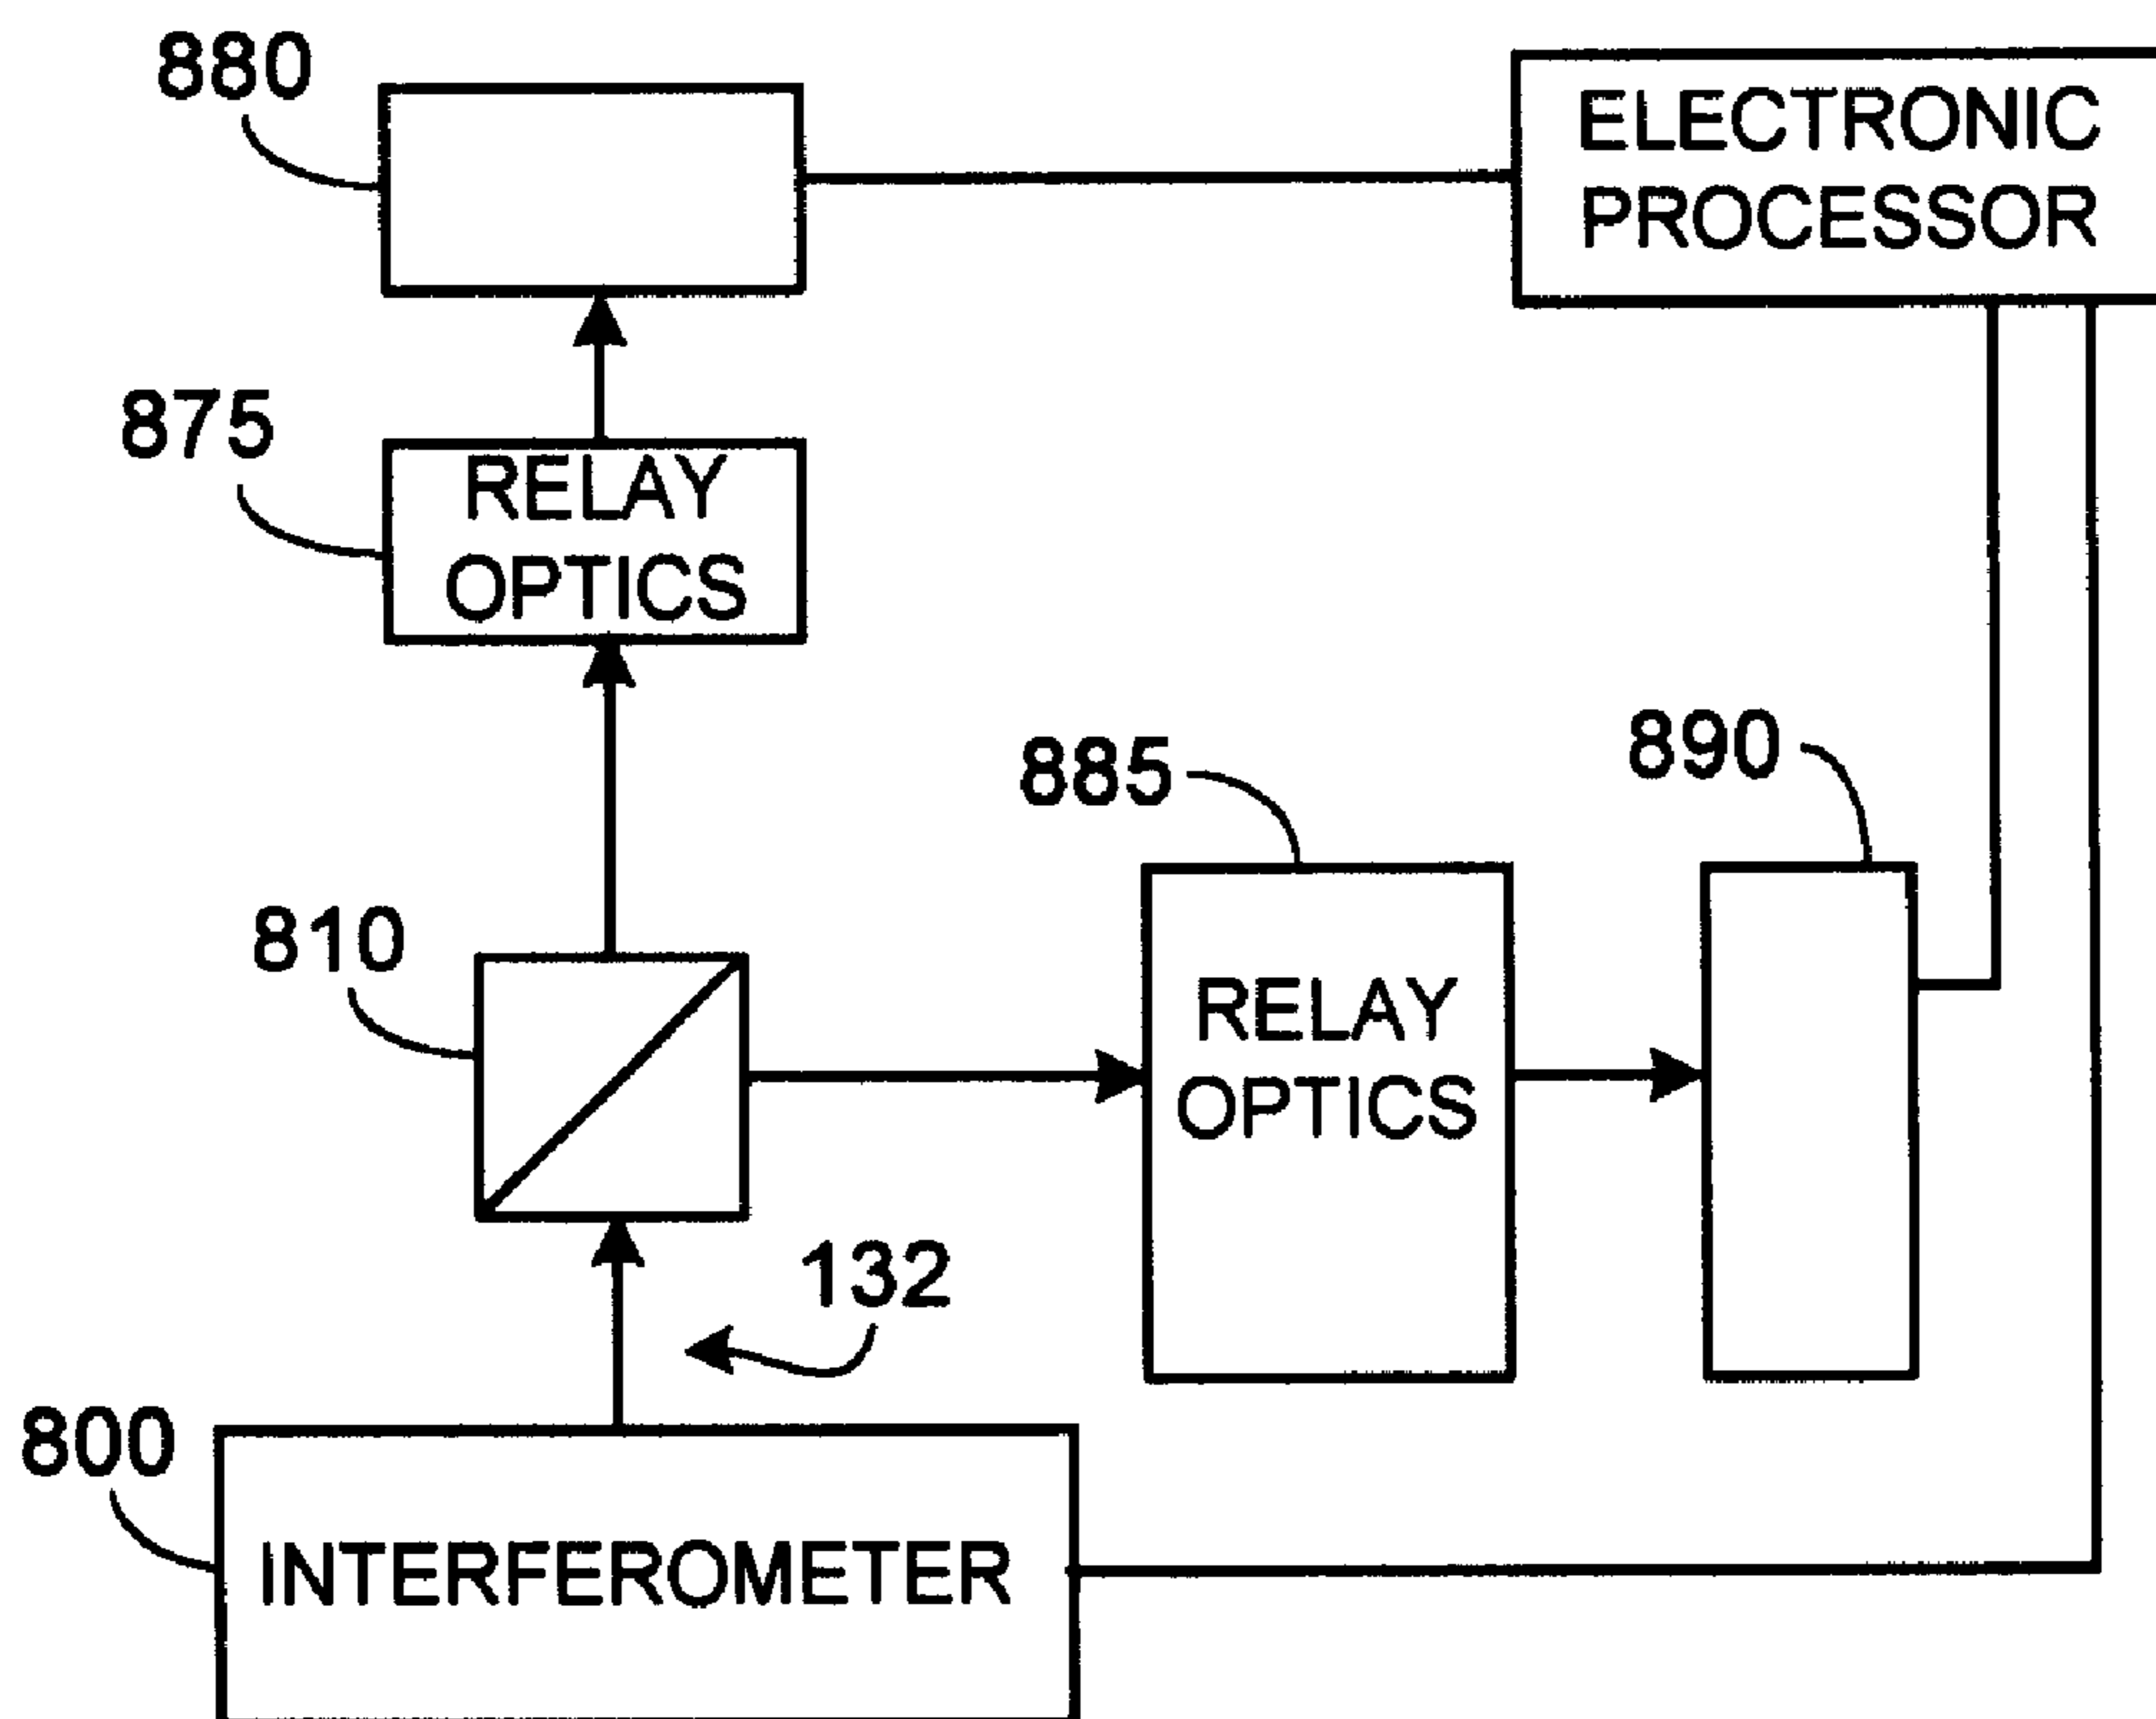 880
ELECTRONIC
PROCESSOR
875
RELAY
OPTICS
885
890
810
RELAY
OPTICS
132
800
INTERFEROMETER